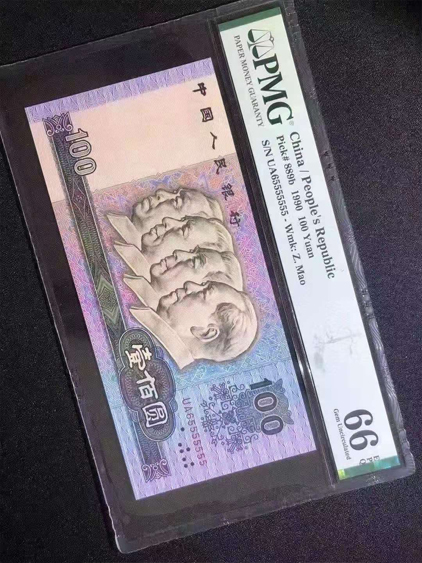 PMG
PAPER MONEY GUARANTY
China / People's Republic
Pick# 889b 1990 100 Yuan
S/N UA65555555 - Wmk: Z. Mao
66
Gem Uncirculated
中国人民银行
100
壹佰圆
100
UA65555555